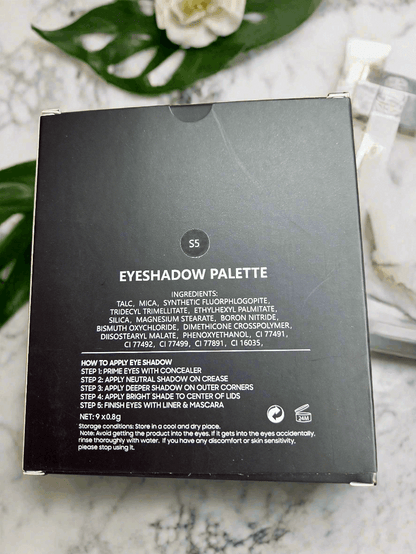 S5
EYESHADOW PALETTE
INGREDIENTS:
TALC, MICA, SYNTHETIC FLUORPHLOGOPITE,
TRIDECYL TRIMELLITATE, ETHYLHEXYL PALMITATE,
SILICA, MAGNESIUM STEARATE, BORON NITRIDE,
BISMUTH OXYCHLORIDE, DIMETHICONE CROSSPOLYMER,
DIISOSTEARYL MALATE, PHENOXYETHANOL, CI 77491,
CI 77492, CI 77499, CI 77891, CI 16035,
HOW TO APPLY EYE SHADOW
STEP 1: PRIME EYES WITH CONCEALER
STEP 2: APPLY NEUTRAL SHADOW ON CREASE
STEP 3: APPLY DEEPER SHADOW ON OUTER CORNERS
STEP 4: APPLY BRIGHT SHADE TO CENTER OF LIDS
STEP 5: FINISH EYES WITH LINER & MASCARA
NET: 9 x0.8g
24M
Storage conditions: Store in a cool and dry place.
Note: Avoid getting the product into the eyes. If it gets into the eyes accidentally,
rinse thoroughly with water. If you have any discomfort or skin sensitivity,
please stop using it.